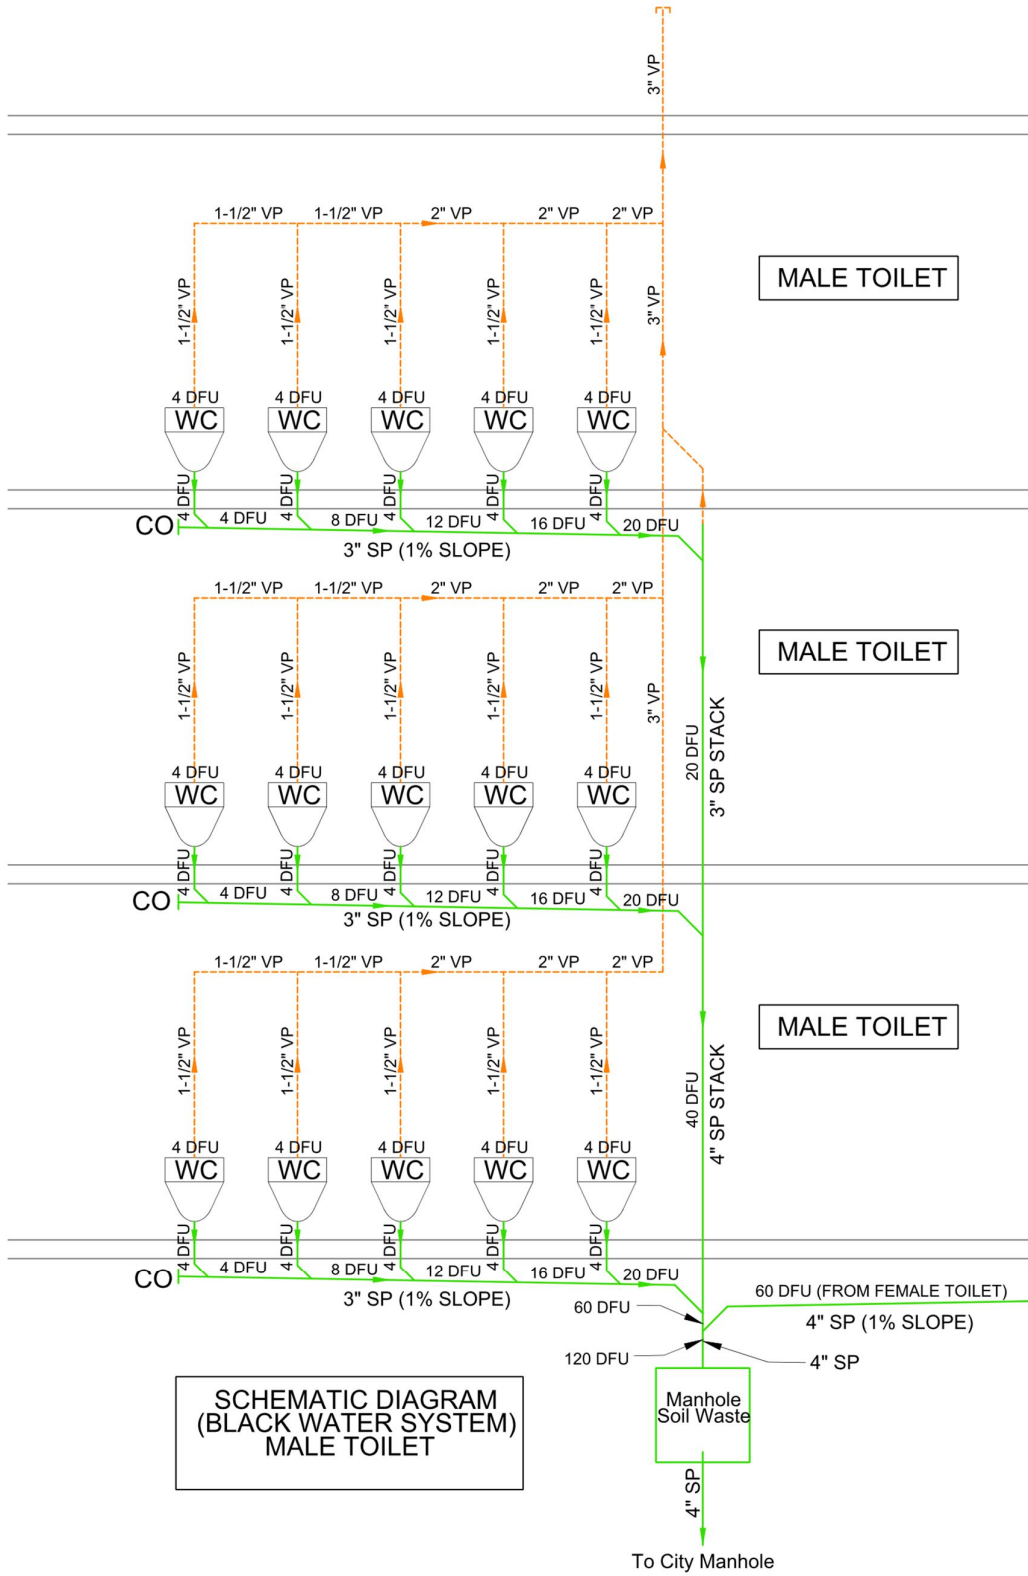 3" VP
1-1/2" VP 1-1/2" VP 2" VP 2" VP 2" VP
1-1/2" VP 1-1/2" VP 1-1/2" VP 1-1/2" VP 1-1/2" VP 3" VP
MALE TOILET
4 DFU 4 DFU 4 DFU 4 DFU 4 DFU
WC WC WC WC WC
4 DFU 4 DFU 4 DFU 4 DFU 4 DFU
CO 4 DFU 8 DFU 12 DFU 16 DFU 20 DFU
3" SP (1% SLOPE)
1-1/2" VP 1-1/2" VP 2" VP 2" VP 2" VP
MALE TOILET
1-1/2" VP 1-1/2" VP 1-1/2" VP 1-1/2" VP 1-1/2" VP 3" VP
20 DFU
3" SP STACK
4 DFU 4 DFU 4 DFU 4 DFU 4 DFU
WC WC WC WC WC
4 DFU 4 DFU 4 DFU 4 DFU 4 DFU
CO 4 DFU 8 DFU 12 DFU 16 DFU 20 DFU
3" SP (1% SLOPE)
1-1/2" VP 1-1/2" VP 2" VP 2" VP 2" VP
MALE TOILET
1-1/2" VP 1-1/2" VP 1-1/2" VP 1-1/2" VP 1-1/2" VP
40 DFU
4" SP STACK
4 DFU 4 DFU 4 DFU 4 DFU 4 DFU
WC WC WC WC WC
4 DFU 4 DFU 4 DFU 4 DFU 4 DFU
CO 4 DFU 8 DFU 12 DFU 16 DFU 20 DFU
3" SP (1% SLOPE)
60 DFU (FROM FEMALE TOILET)
60 DFU
4" SP (1% SLOPE)
120 DFU
4" SP
SCHEMATIC DIAGRAM
(BLACK WATER SYSTEM)
MALE TOILET
Manhole
Soil Waste
4" SP
To City Manhole